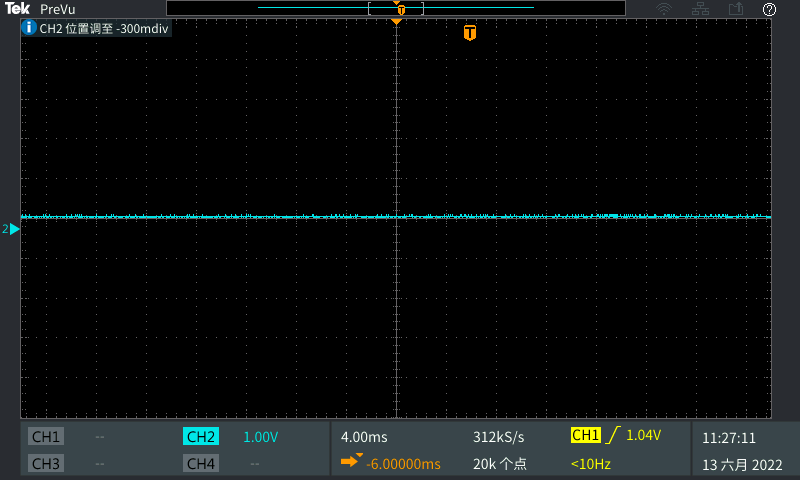 Tek PreVu
T
CH2 位置调至 -300mdiv
T
2
CH1 -- CH2 1.00V 4.00ms 312kS/s CH1 1.04V 11:27:11
CH3 CH4 -- -6.00000ms 20k 个点 <10Hz 13 六月 2022